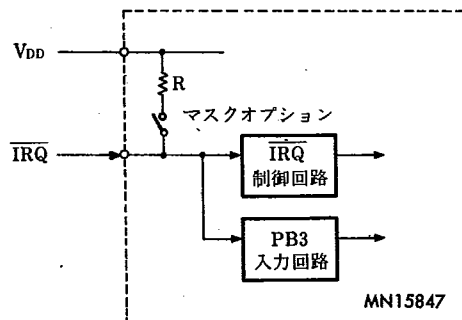 VDD
R
マスクオプション
IRQ
IRQ
制御回路
PB3
入力回路
MN15847